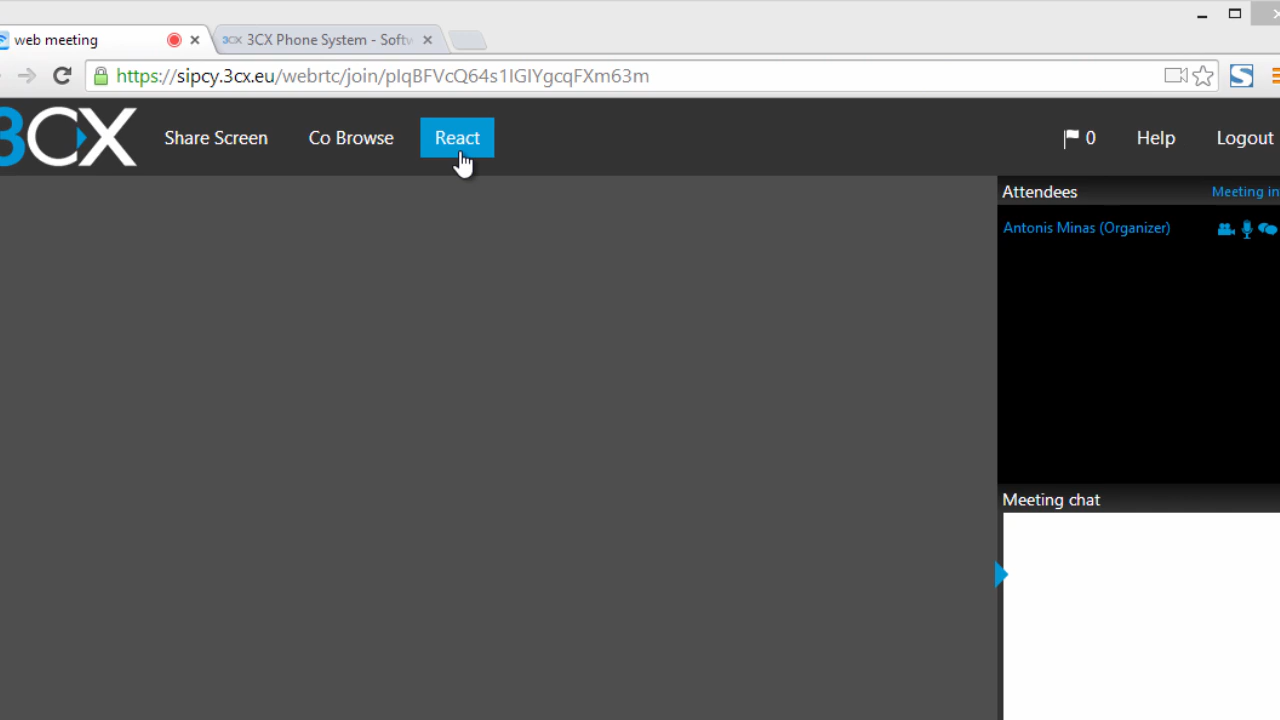 web meeting
3CX 3CX Phone System - Softw
https://sipcy.3cx.eu/webrtc/join/pIqBFVcQ64s1IGIYgcqFXm63m
3CX
Share Screen
Co Browse
React
0
Help
Logout
Attendees
Meeting in
Antonis Minas (Organizer)
Meeting chat